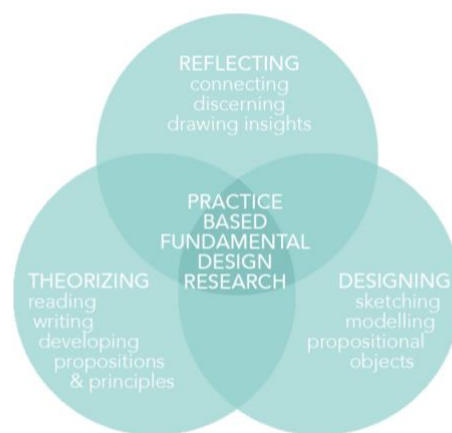 REFLECTING
connecting
discerning
drawing insights
PRACTICE
BASED
FUNDAMENTAL
DESIGN
RESEARCH
THEORIZING
reading
writing
developing
propositions
& principles
DESIGNING
sketching
modelling
propositional
objects